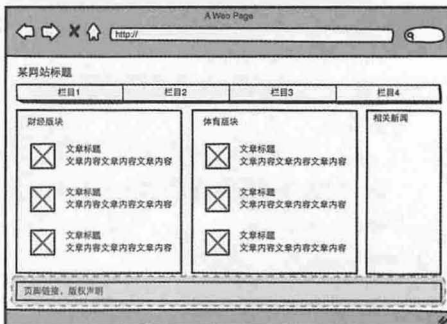 A Web Page
http://
某网站标题
栏目1 栏目2 栏目3 栏目4
财经版块
文章标题
文章内容文章内容文章内容
文章标题
文章内容文章内容文章内容
文章标题
文章内容文章内容文章内容
体育版块
文章标题
文章内容文章内容文章内容
文章标题
文章内容文章内容文章内容
文章标题
文章内容文章内容文章内容
相关新闻
页脚链接、版权声明